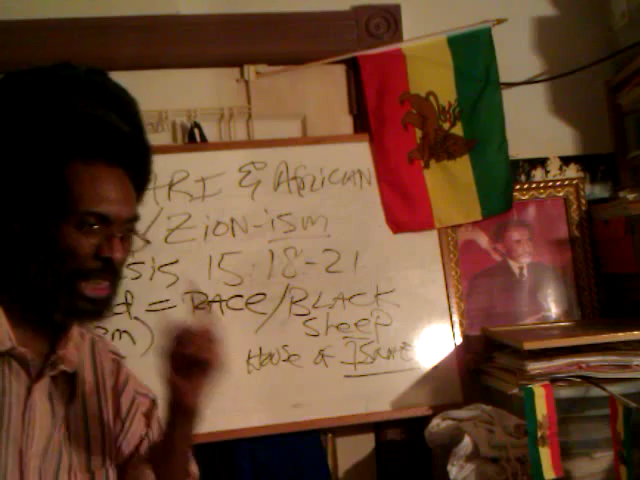 ARI & AFRICAN
/ZION-ism
sis 15:18-21
d = RACE/BLACK
Sheep
m)
House of ISRAEL